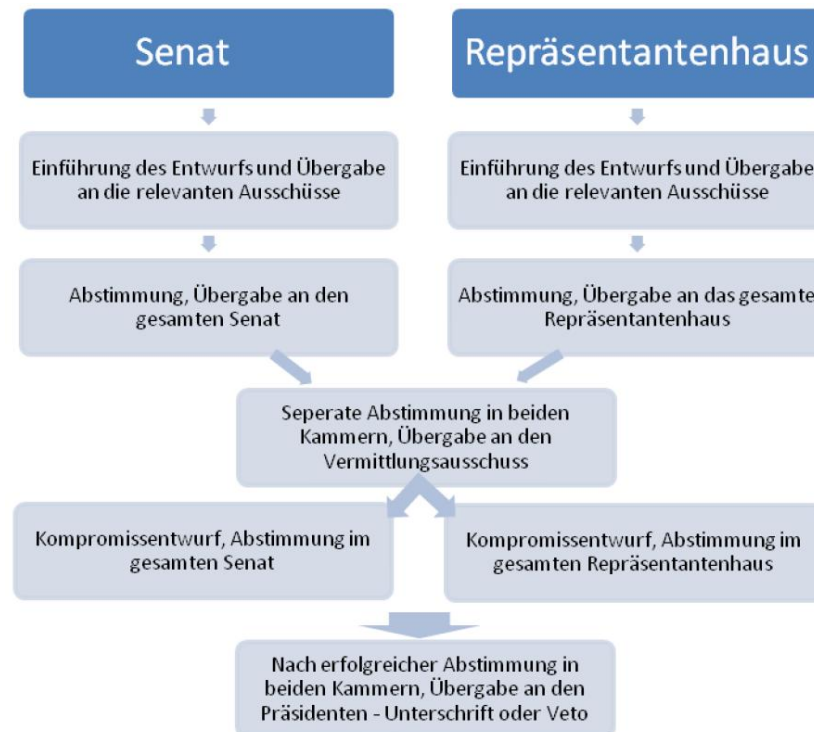 Senat
Repräsentantenhaus
Einführung des Entwurfs und Übergabe
an die relevanten Ausschüsse
Einführung des Entwurfs und Übergabe
an die relevanten Ausschüsse
Abstimmung, Übergabe an den
gesamten Senat
Abstimmung, Übergabe an das gesamte
Repräsentantenhaus
Seperate Abstimmung in beiden
Kammern, Übergabe an den
Vermittlungsausschuss
Kompromissentwurf, Abstimmung im
gesamten Senat
Kompromissentwurf, Abstimmung im
gesamten Repräsentantenhaus
Nach erfolgreicher Abstimmung in
beiden Kammern, Übergabe an den
Präsidenten - Unterschrift oder Veto